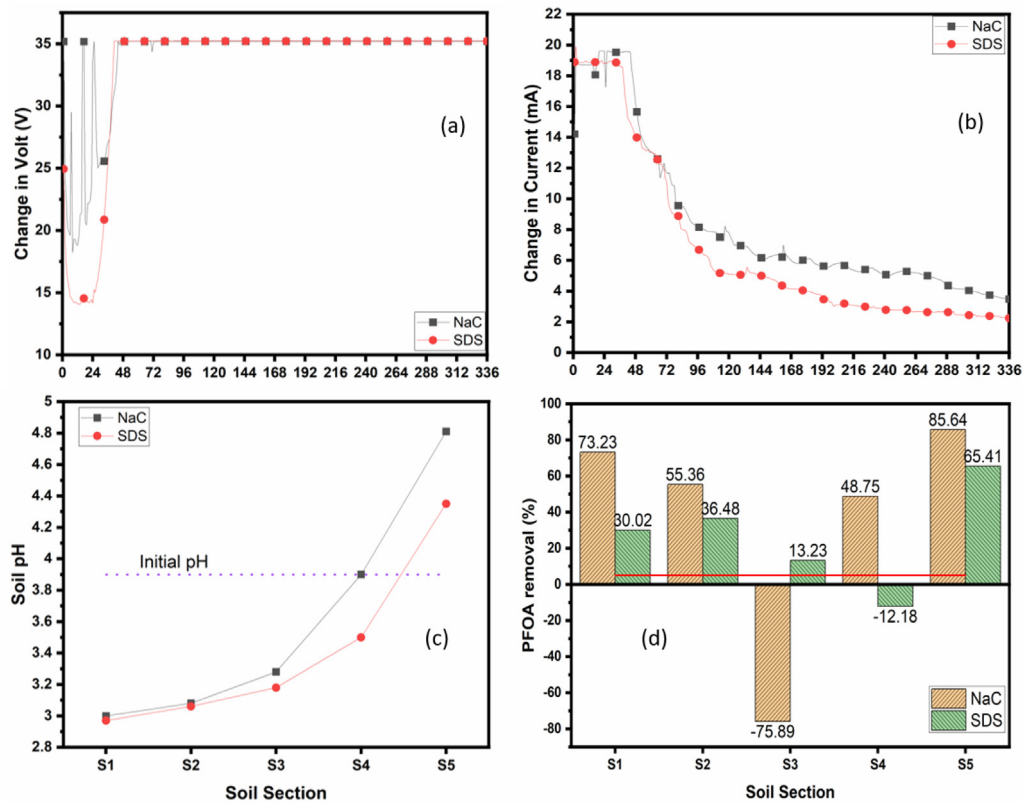 35
30
25
20
15
10
Change in Volt (V)
(a)
NaC
SDS
0 24 48 72 96 120 144 168 192 216 240 264 288 312 336
22
20
18
16
14
12
10
8
6
4
2
0
Change in Current (mA)
NaC
SDS
(b)
0 24 48 72 96 120 144 168 192 216 240 264 288 312 336
5
4.8
4.6
4.4
4.2
4
3.8
3.6
3.4
3.2
3
2.8
Soil pH
NaC
SDS
Initial pH
(c)
S1 S2 S3 S4 S5
Soil Section
100
80
60
40
20
0
-20
-40
-60
-80
PFOA removal (%)
73.23
30.02
55.36
36.48
-75.89
13.23
48.75
-12.18
85.64
65.41
(d)
NaC
SDS
S1 S2 S3 S4 S5
Soil Section